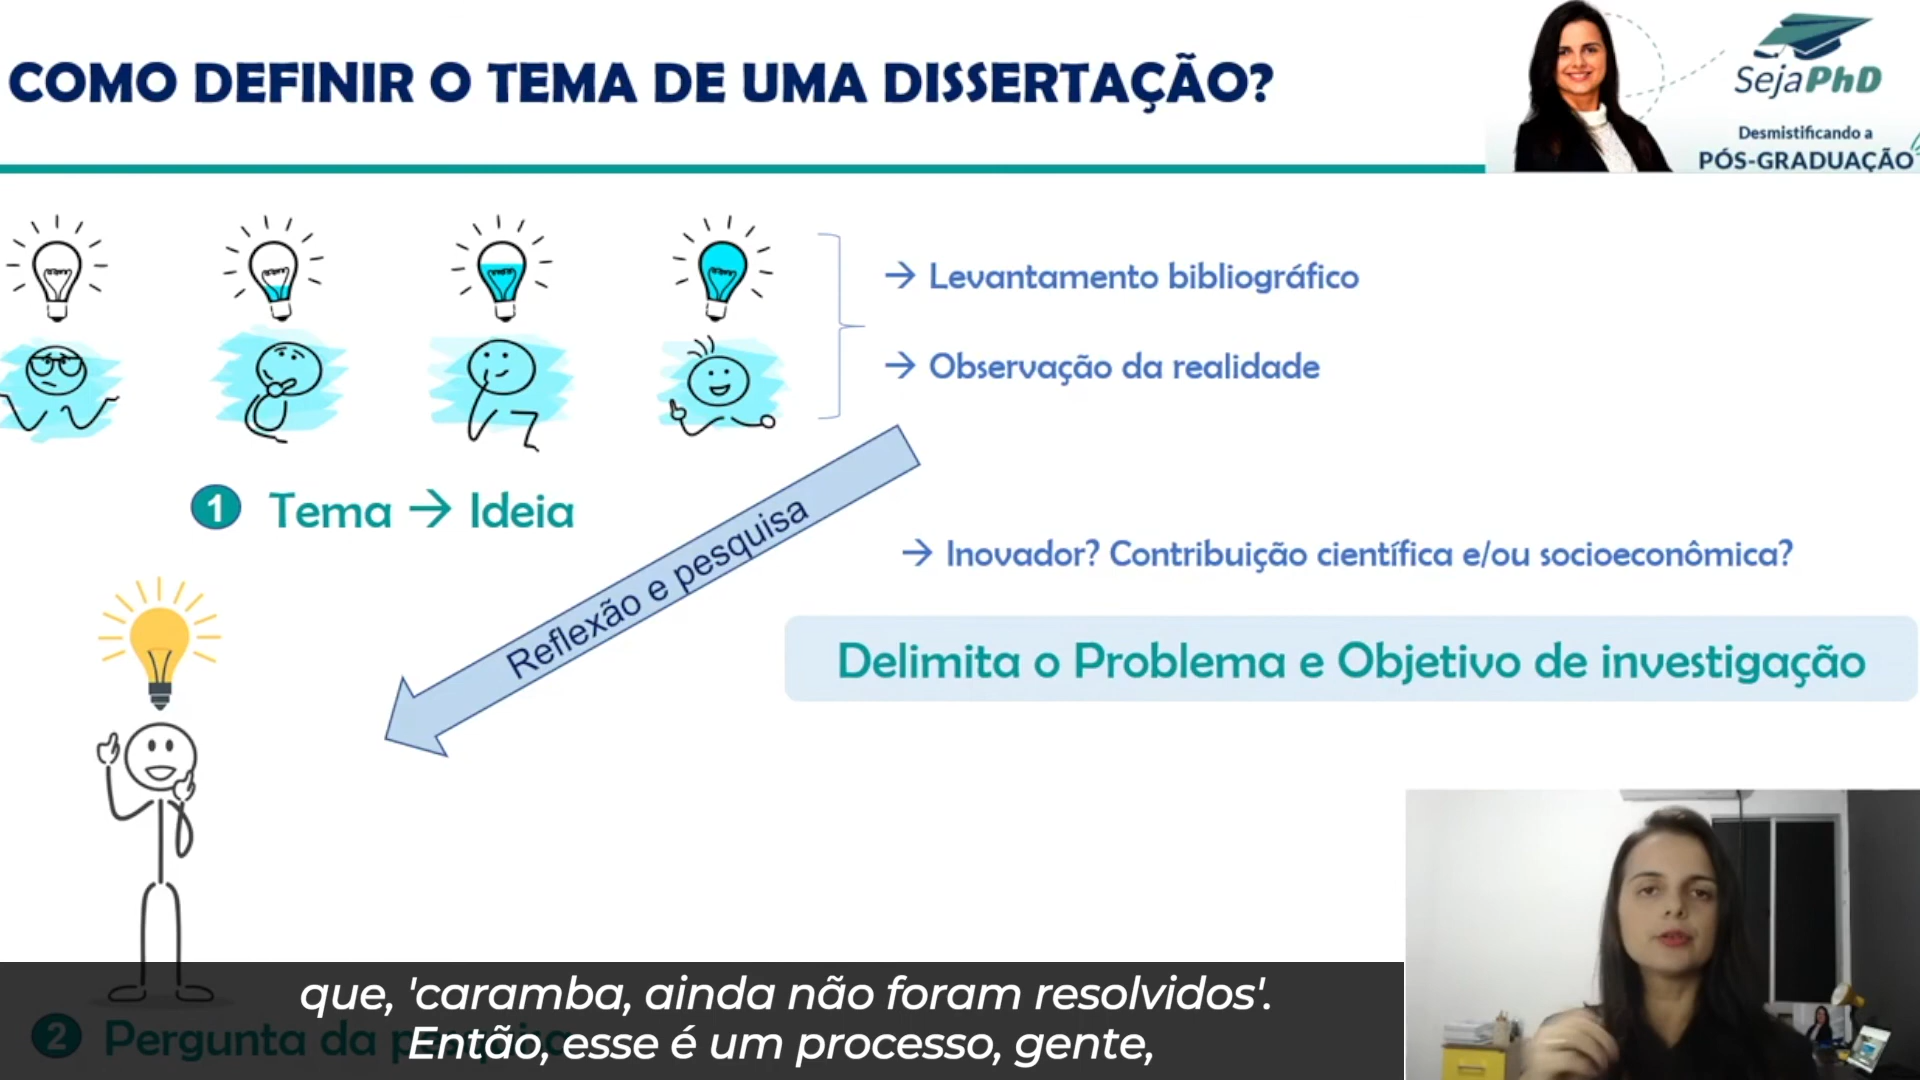 COMO DEFINIR O TEMA DE UMA DISSERTAÇÃO?
SejaPhD
Desmistificando a
PÓS-GRADUAÇÃO
→ Levantamento bibliográfico
→ Observação da realidade
1 Tema → Ideia
Reflexão e pesquisa
→ Inovador? Contribuição científica e/ou socioeconômica?
Delimita o Problema e Objetivo de investigação
que, 'caramba, ainda não foram resolvidos'.
Então, esse é um processo, gente,
2 Pergunta da pesquisa